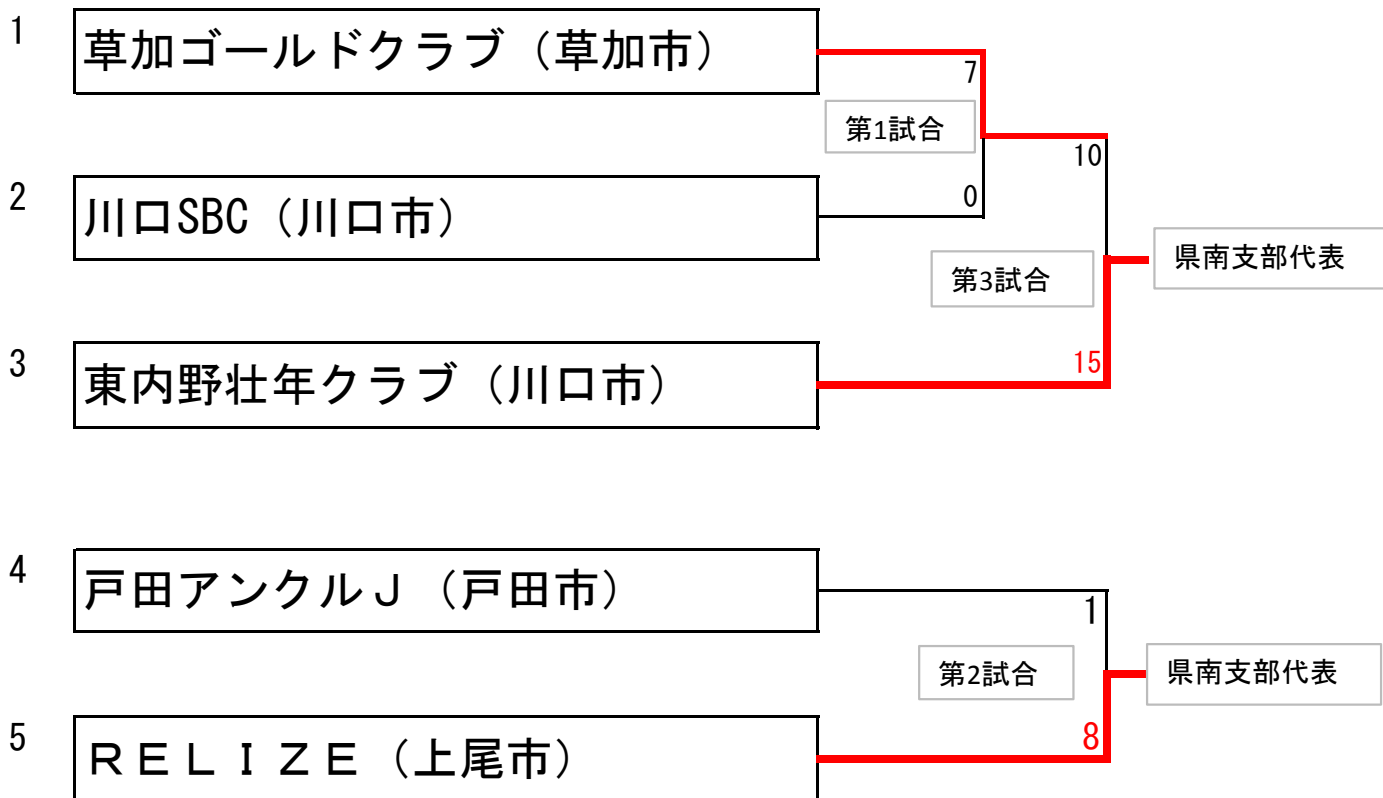 1
草加ゴールドクラブ（草加市）
7
第1試合
10
2
川口SBC（川口市）
0
県南支部代表
第3試合
3
東内野壮年クラブ（川口市）
15
4
戸田アンクルＪ（戸田市）
1
第2試合
県南支部代表
5
ＲＥＬＩＺＥ（上尾市）
8